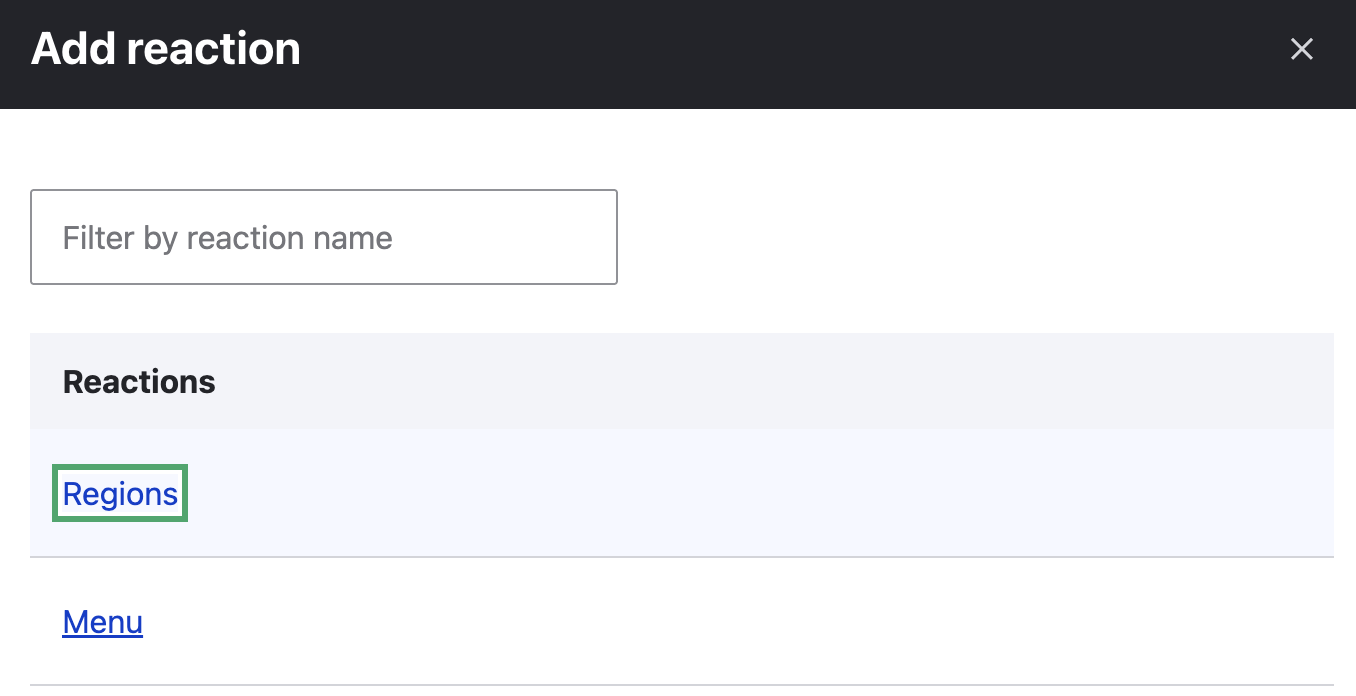 Add reaction
Filter by reaction name
Reactions
Regions
Menu